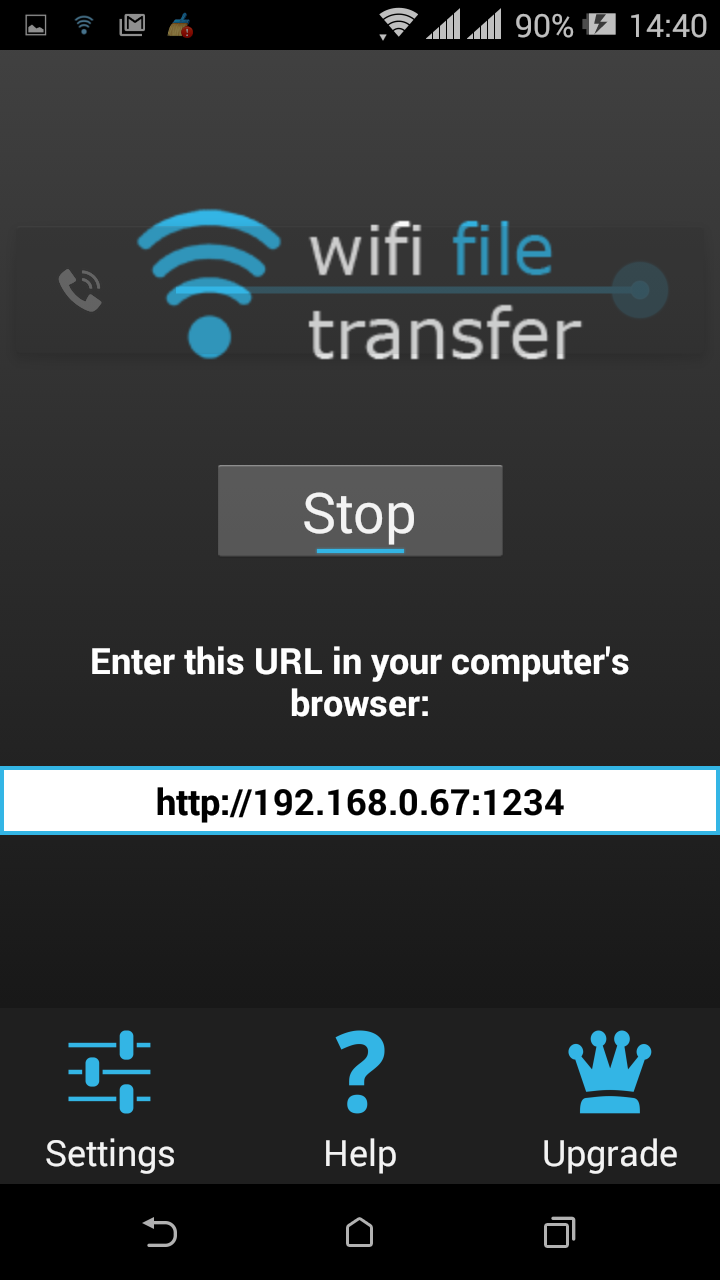 90% 14:40
wifi file
transfer
Stop
Enter this URL in your computer's
browser:
http://192.168.0.67:1234
Settings Help Upgrade